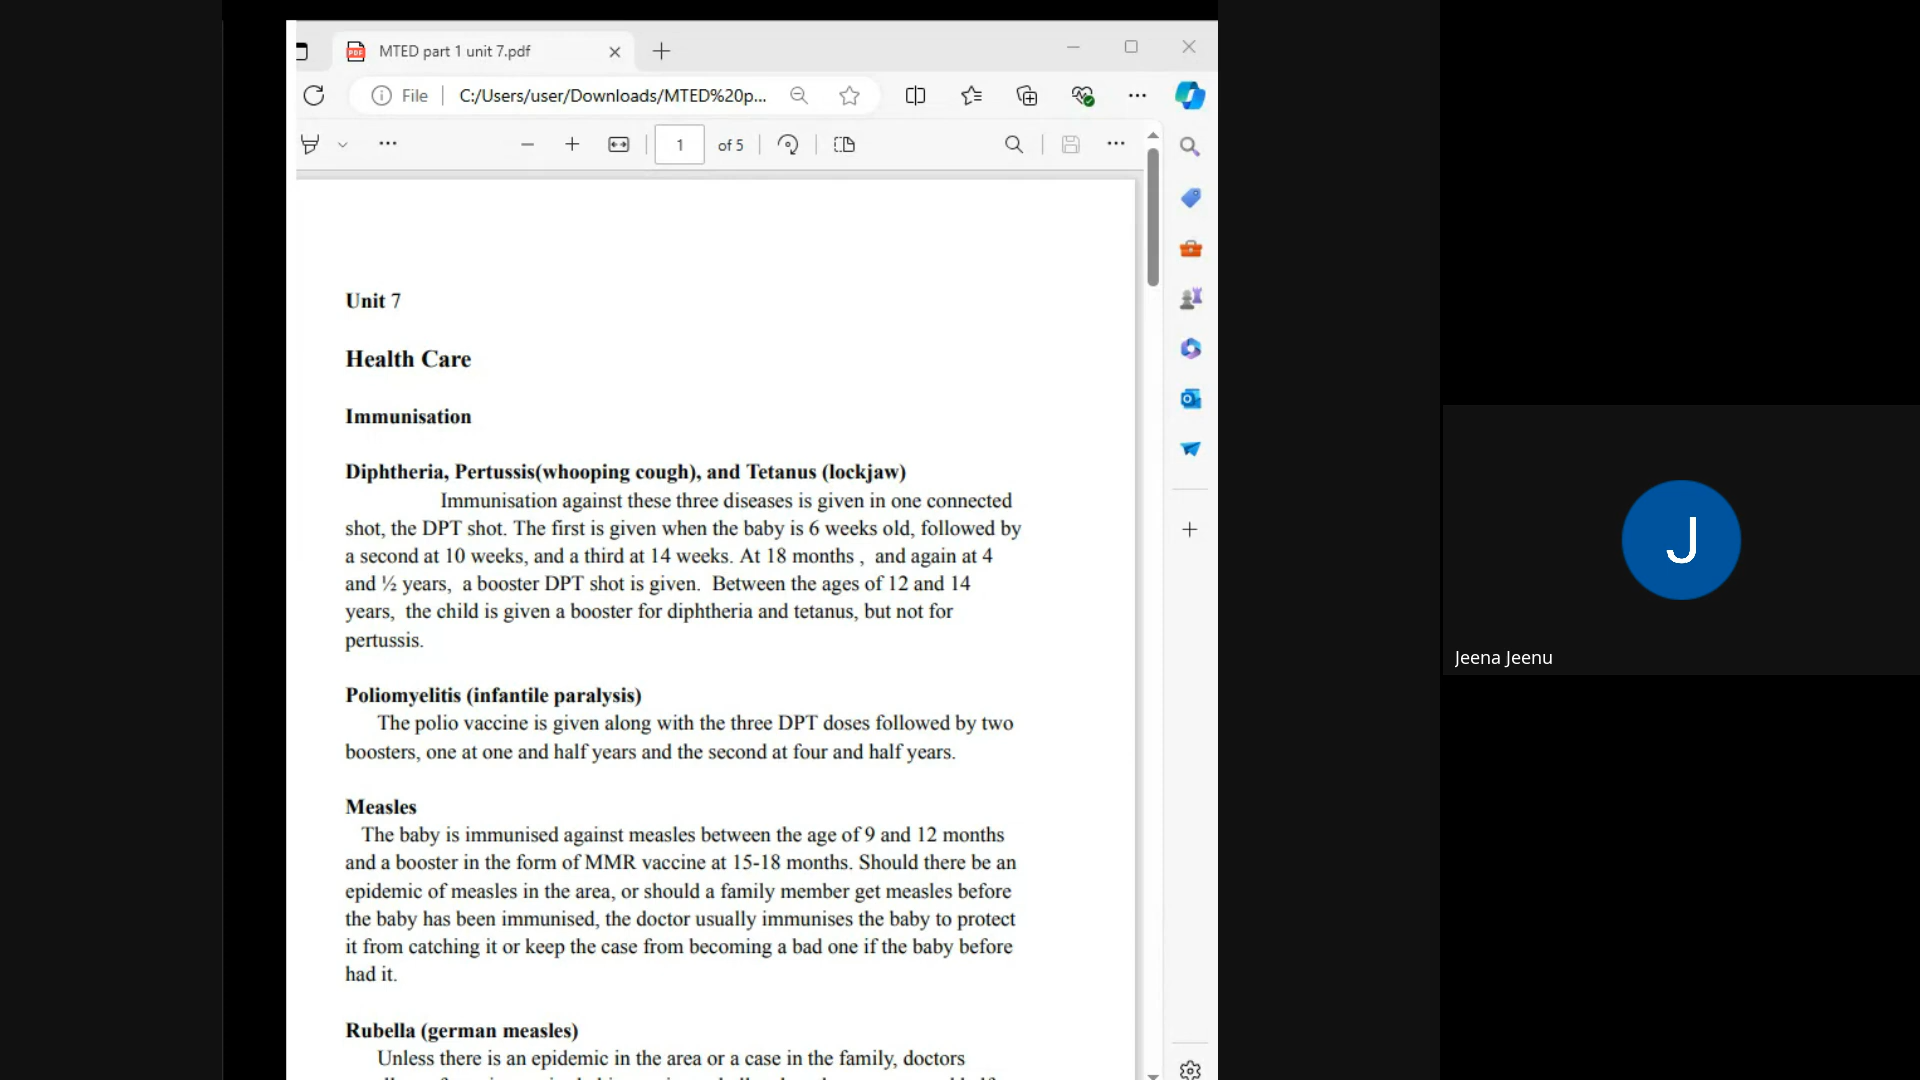 MTED part 1 unit 7.pdf
File
C:/Users/user/Downloads/MTED%20p...
1 of 5
Unit 7
Health Care
Immunisation
Diphtheria, Pertussis(whooping cough), and Tetanus (lockjaw)
Immunisation against these three diseases is given in one connected
shot, the DPT shot. The first is given when the baby is 6 weeks old, followed by
a second at 10 weeks, and a third at 14 weeks. At 18 months , and again at 4
and ½ years, a booster DPT shot is given. Between the ages of 12 and 14
years, the child is given a booster for diphtheria and tetanus, but not for
pertussis.
Poliomyelitis (infantile paralysis)
The polio vaccine is given along with the three DPT doses followed by two
boosters, one at one and half years and the second at four and half years.
Measles
The baby is immunised against measles between the age of 9 and 12 months
and a booster in the form of MMR vaccine at 15-18 months. Should there be an
epidemic of measles in the area, or should a family member get measles before
the baby has been immunised, the doctor usually immunises the baby to protect
it from catching it or keep the case from becoming a bad one if the baby before
had it.
Rubella (german measles)
Unless there is an epidemic in the area or a case in the family, doctors
J
Jeena Jeenu